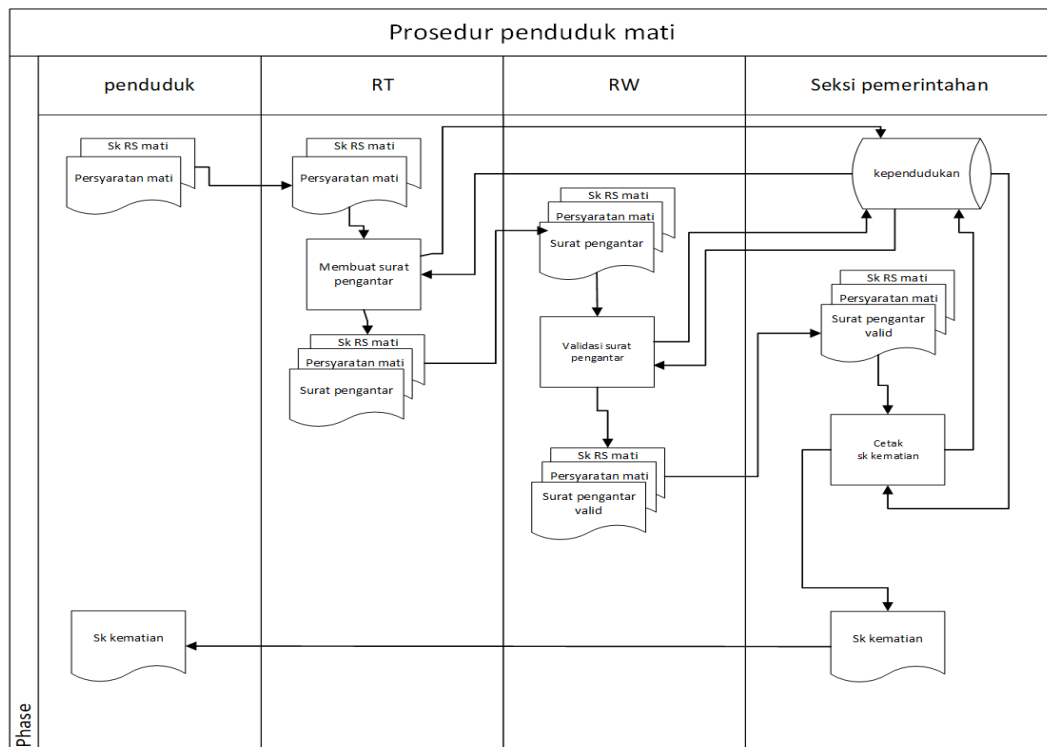 Prosedur penduduk mati
penduduk
RT
RW
Seksi pemerintahan
Phase
Sk RS mati
Persyaratan mati
Sk RS mati
Persyaratan mati
Membuat surat
pengantar
Sk RS mati
Persyaratan mati
Surat pengantar
Sk RS mati
Persyaratan mati
Surat pengantar
Validasi surat
pengantar
Sk RS mati
Persyaratan mati
Surat pengantar
valid
kependudukan
Sk RS mati
Persyaratan mati
Surat pengantar
valid
Cetak
sk kematian
Sk kematian
Sk kematian